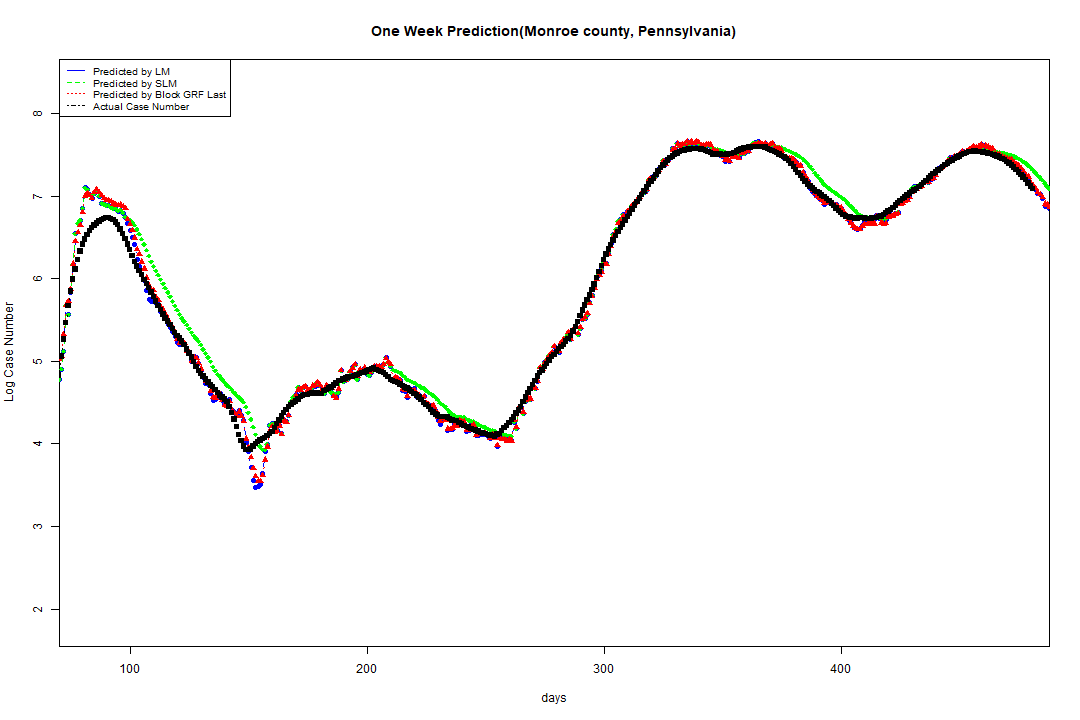 One Week Prediction(Monroe county, Pennsylvania)
Predicted by LM
Predicted by SLM
Predicted by Block GRF Last
Actual Case Number
8
7
6
5
4
3
2
Log Case Number
100 200 300 400
days